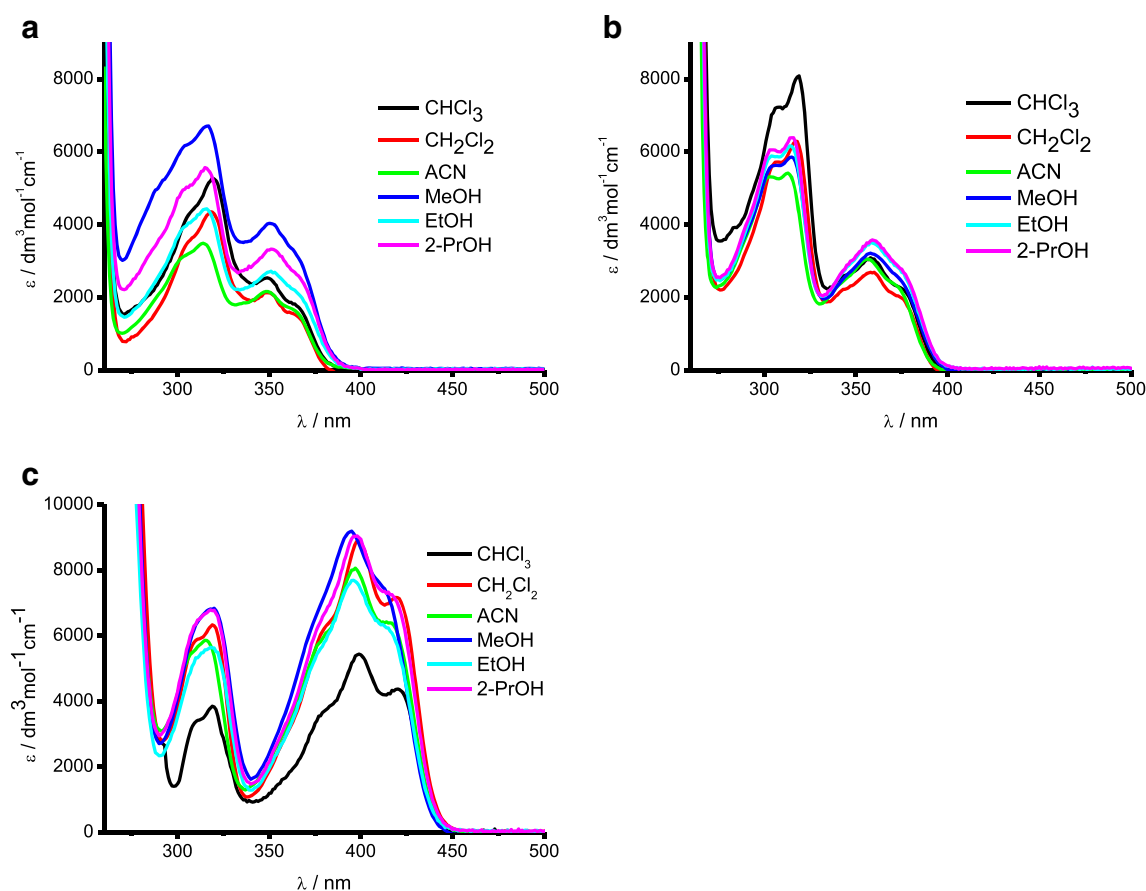 a
8000
6000
4000
2000
0
ε / dm³mol⁻¹cm⁻¹
300
350
400
450
500
λ / nm
CHCl₃
CH₂Cl₂
ACN
MeOH
EtOH
2-PrOH
b
8000
6000
4000
2000
0
ε / dm³mol⁻¹cm⁻¹
300
350
400
450
500
λ / nm
CHCl₃
CH₂Cl₂
ACN
MeOH
EtOH
2-PrOH
c
10000
8000
6000
4000
2000
0
ε / dm³mol⁻¹cm⁻¹
300
350
400
450
500
λ / nm
CHCl₃
CH₂Cl₂
ACN
MeOH
EtOH
2-PrOH